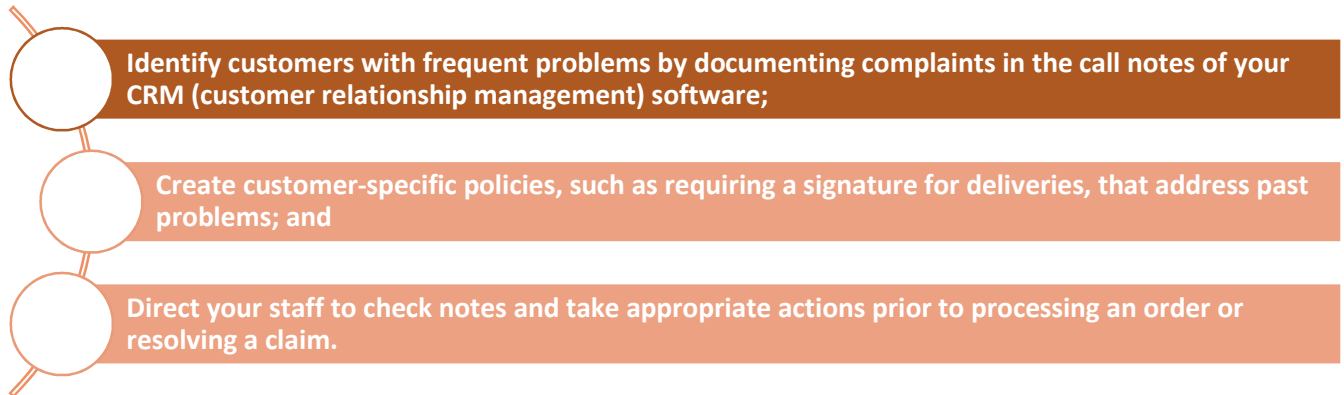 Identify customers with frequent problems by documenting complaints in the call notes of your
CRM (customer relationship management) software;
Create customer-specific policies, such as requiring a signature for deliveries, that address past
problems; and
Direct your staff to check notes and take appropriate actions prior to processing an order or
resolving a claim.